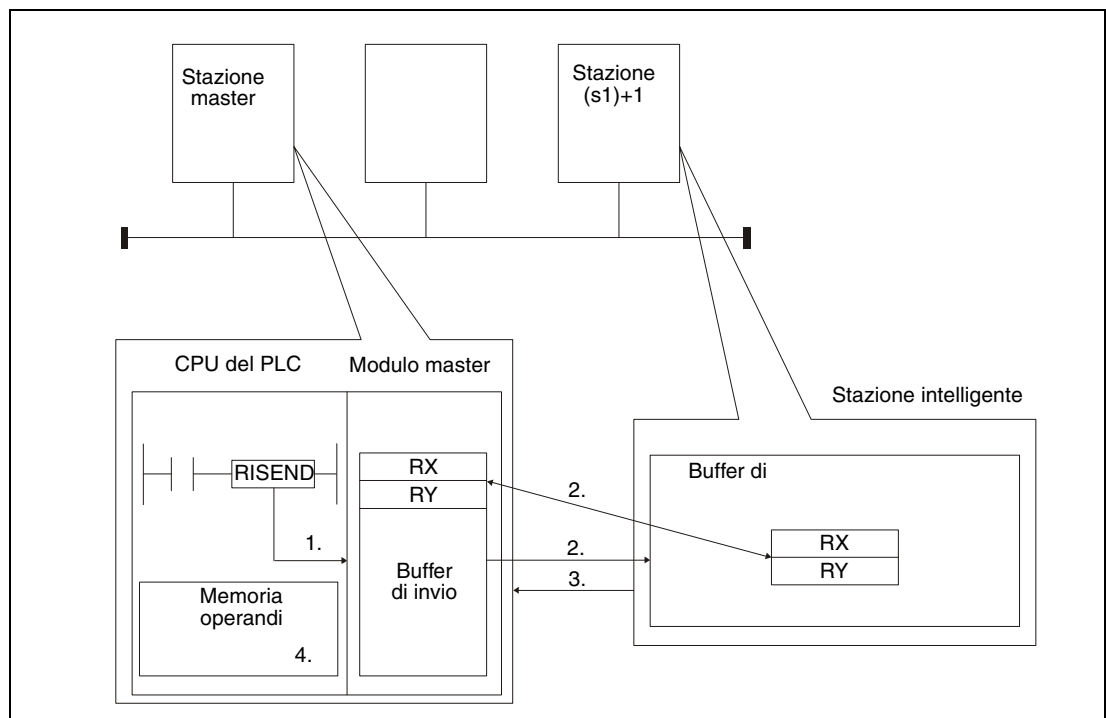 Stazione
master
Stazione
(s1)+1
CPU del PLC
Modulo master
Stazione intelligente
RISEND
1.
Memoria
operandi
4.
RX
RY
Buffer
di invio
2.
2.
3.
Buffer di
RX
RY